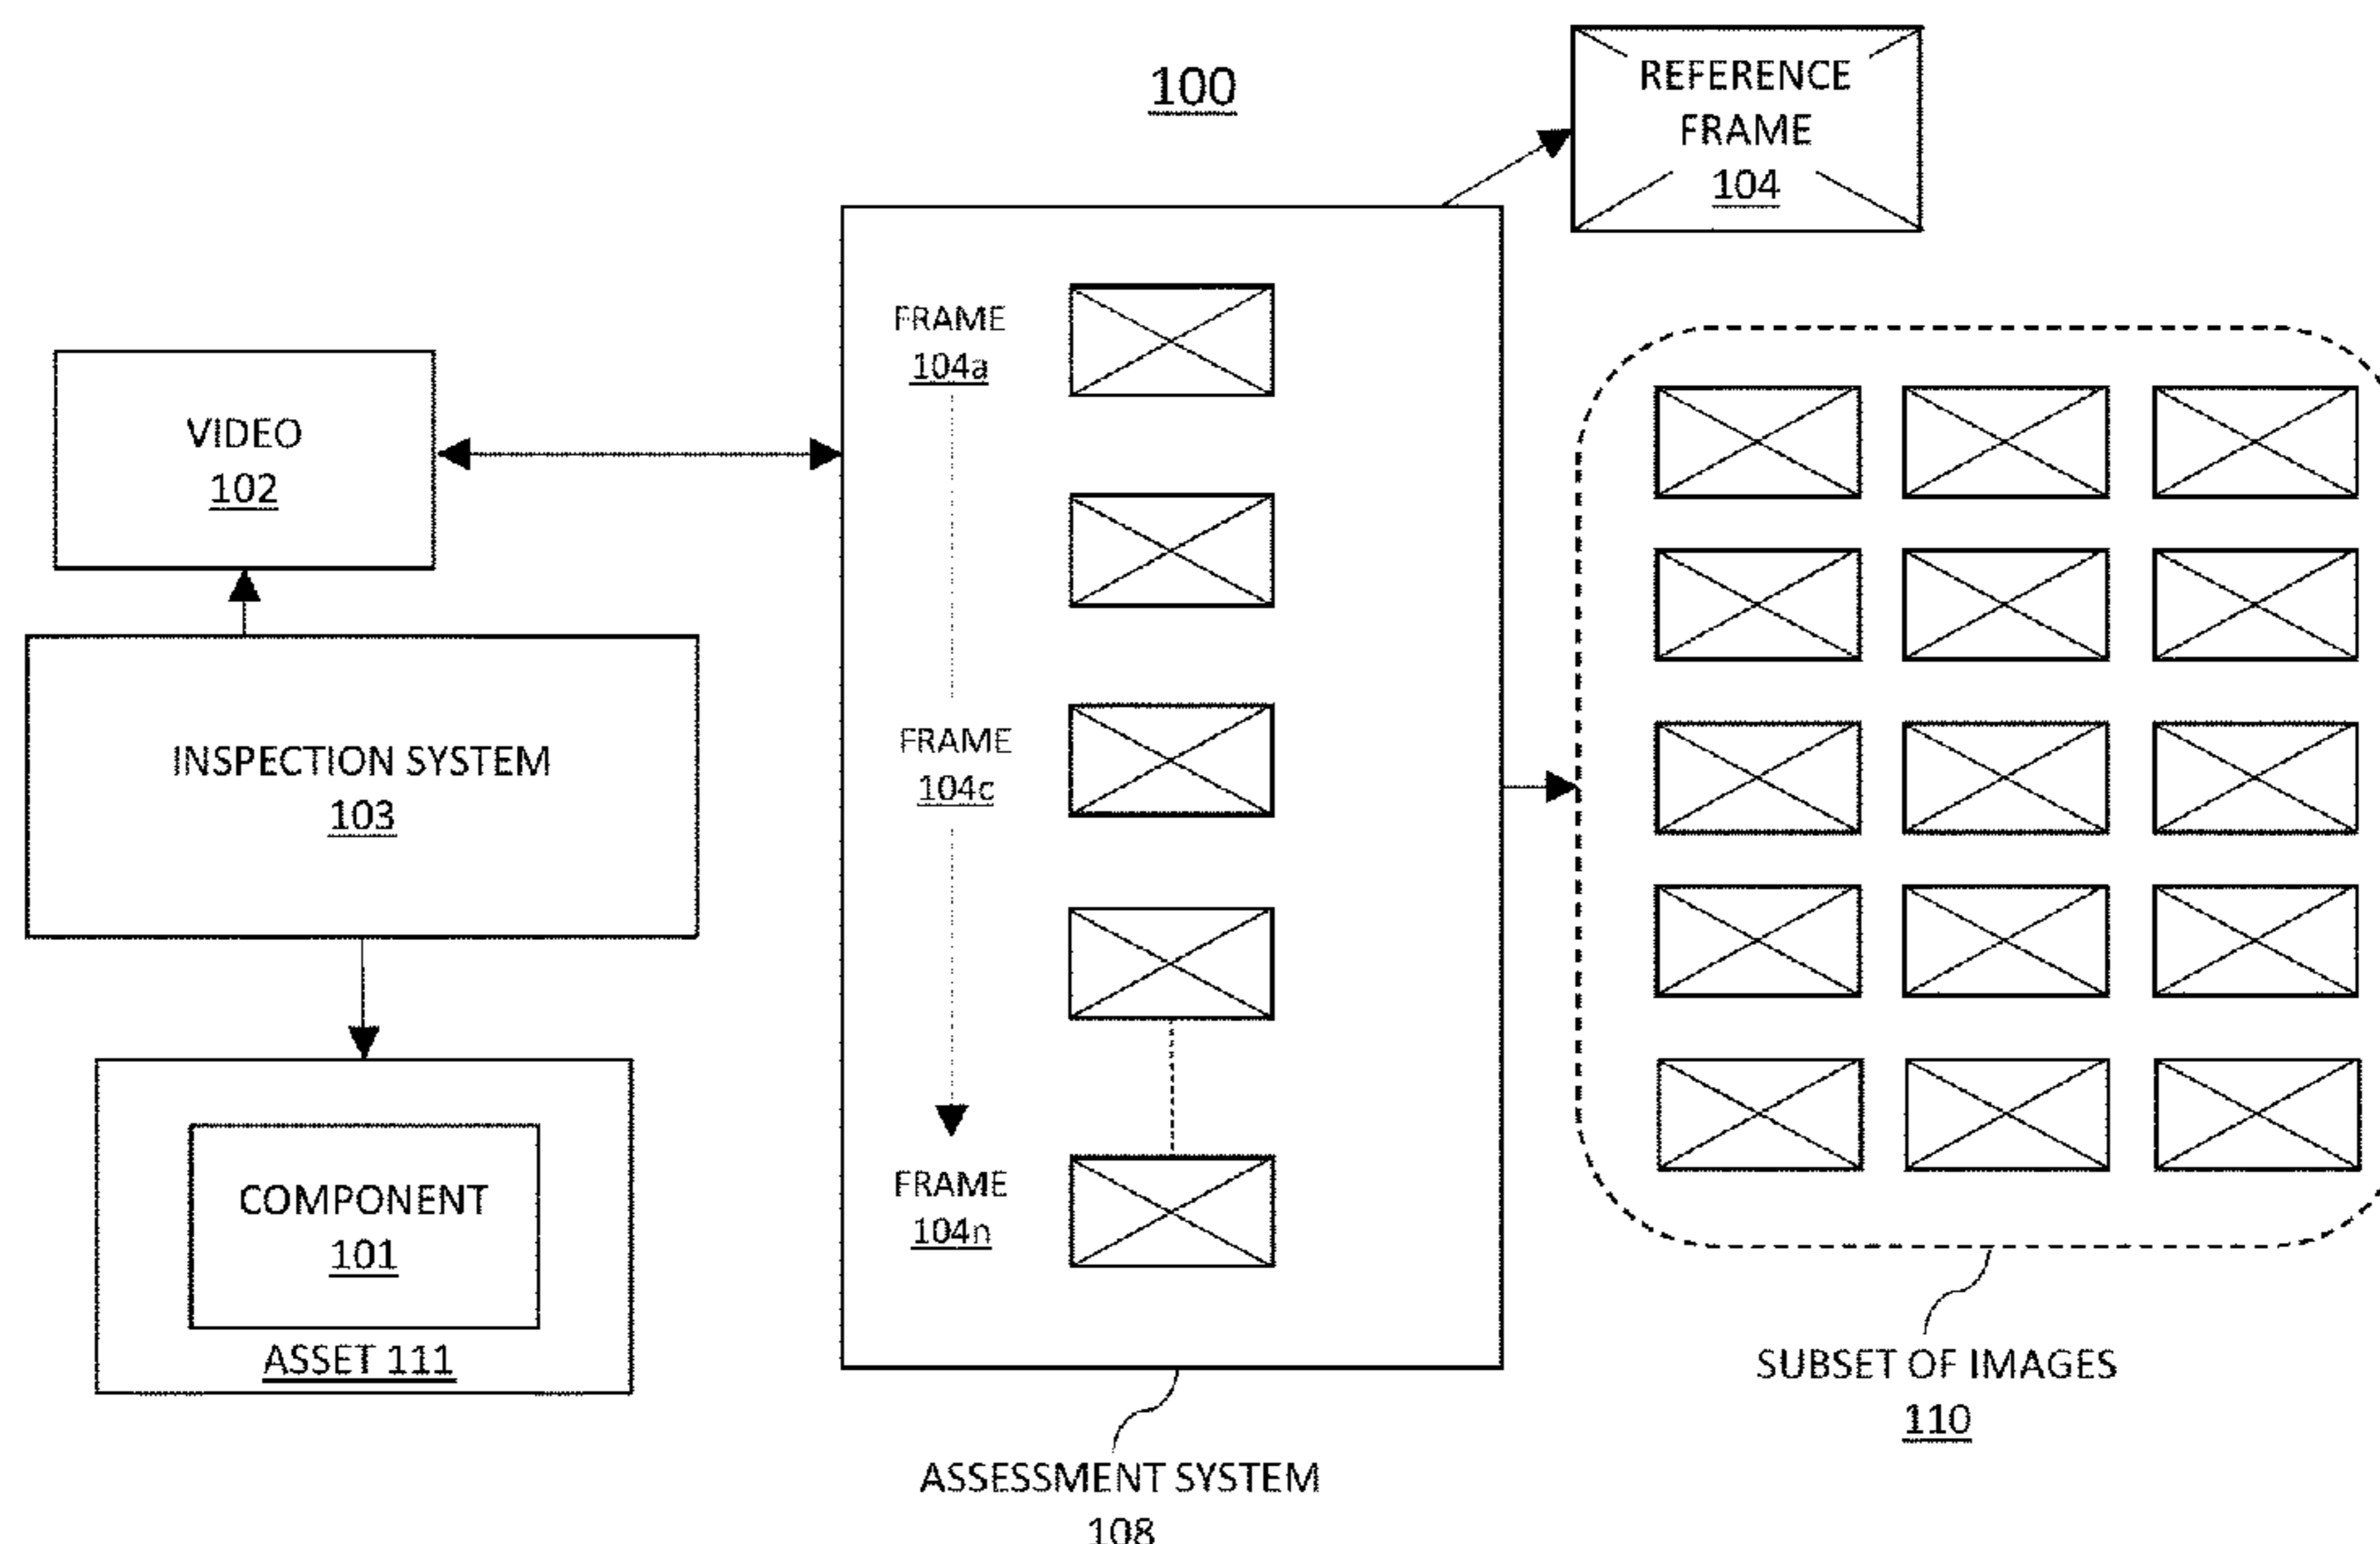 100
REFERENCE
FRAME
104
FRAME
104a
VIDEO
102
FRAME
104c
INSPECTION SYSTEM
103
FRAME
104n
COMPONENT
101
ASSET 111
SUBSET OF IMAGES
110
ASSESSMENT SYSTEM
108